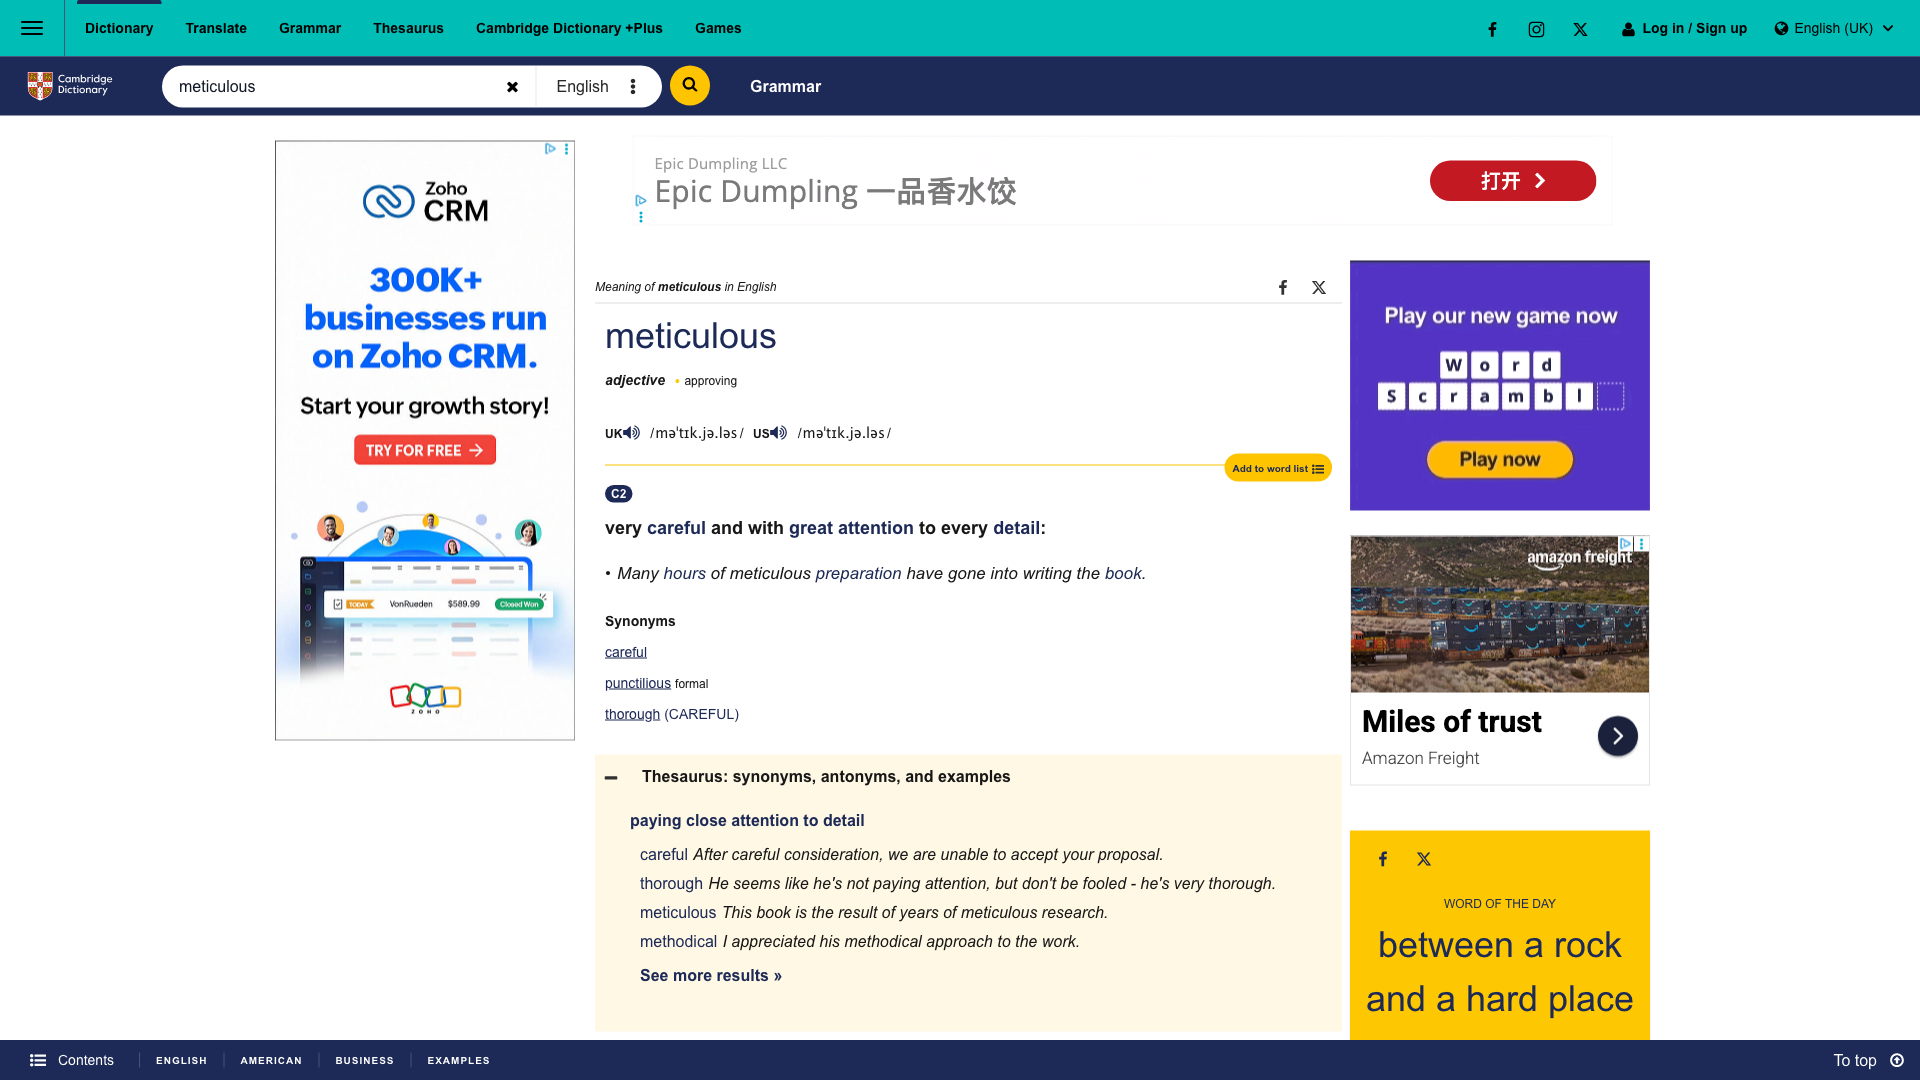 Dictionary Translate Grammar Thesaurus Cambridge Dictionary +Plus Games Log in / Sign up English (UK)
Cambridge
Dictionary
meticulous English Grammar
Zoho
CRM
300K+
businesses run
on Zoho CRM.
Start your growth story!
TRY FOR FREE
TODAY VonRueden $589.99 Closed Won
ZOHO
Epic Dumpling LLC
Epic Dumpling 一品香水饺
打开
Meaning of meticulous in English
meticulous
adjective • approving
UK /məˈtɪk.jə.ləs/ US /məˈtɪk.jə.ləs/
Add to word list
C2
very careful and with great attention to every detail:
• Many hours of meticulous preparation have gone into writing the book.
Synonyms
careful
punctilious formal
thorough (CAREFUL)
Thesaurus: synonyms, antonyms, and examples
paying close attention to detail
careful After careful consideration, we are unable to accept your proposal.
thorough He seems like he's not paying attention, but don't be fooled - he's very thorough.
meticulous This book is the result of years of meticulous research.
methodical I appreciated his methodical approach to the work.
See more results »
Play our new game now
Word
Scrambl
Play now
amazon freight
Miles of trust
Amazon Freight
WORD OF THE DAY
between a rock
and a hard place
Contents ENGLISH AMERICAN BUSINESS EXAMPLES To top